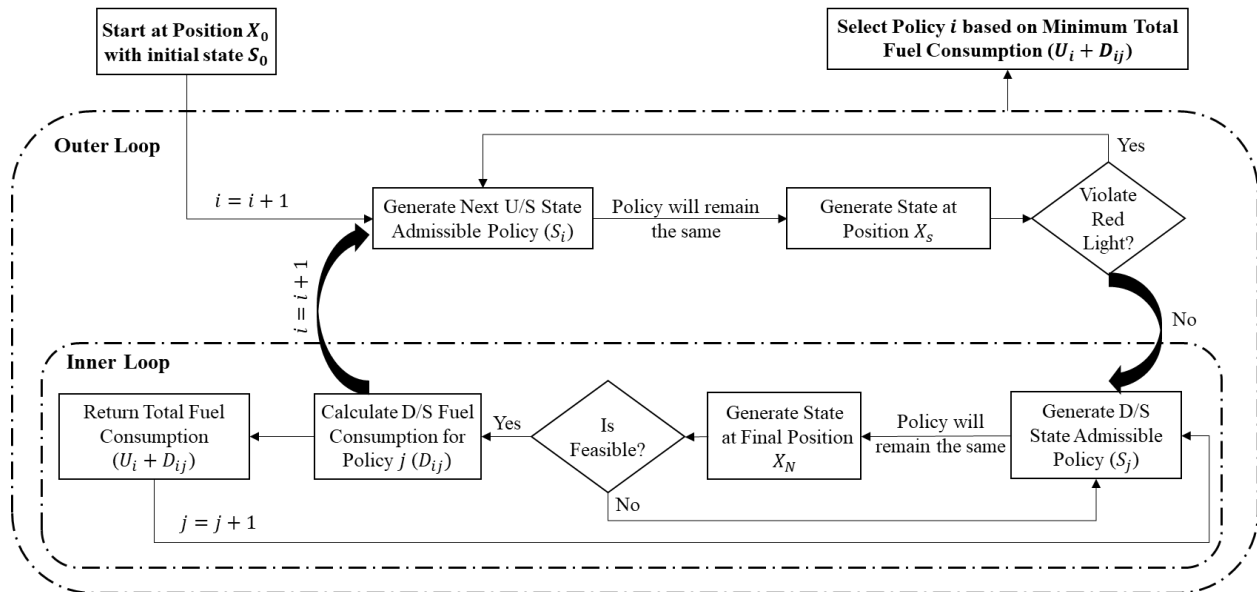 Start at Position X₀
with initial state S₀
Select Policy i based on Minimum Total
Fuel Consumption (Uᵢ + Dᵢⱼ)
Outer Loop
Yes
i = i + 1
Generate Next U/S State
Admissible Policy (Sᵢ)
Policy will remain
the same
Generate State at
Position Xₛ
Violate
Red
Light?
i = i + 1
No
Inner Loop
Return Total Fuel
Consumption
(Uᵢ + Dᵢⱼ)
Calculate D/S Fuel
Consumption for
Policy j (Dᵢⱼ)
Yes
Is
Feasible?
Generate State
at Final Position
X_N
Policy will
remain the same
Generate D/S
State Admissible
Policy (Sⱼ)
No
j = j + 1